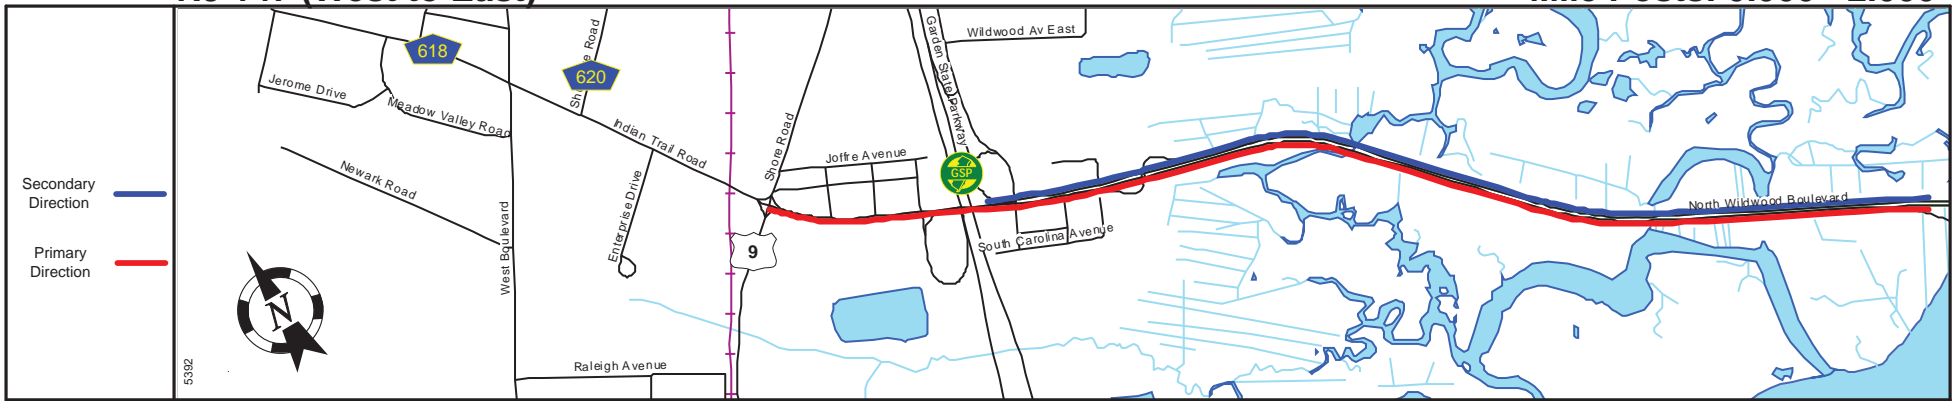 618
620
Jerome Drive
Meadow Valley Road
Indian Trail Road
Newark Road
West Boulevard
Enterprise Drive
Raleigh Avenue
Shore Road
Joffre Avenue
Garden State Parkway
Wildwood Av East
GSP
9
South Carolina Avenue
North Wildwood Boulevard
Secondary
Direction
Primary
Direction
N
5392